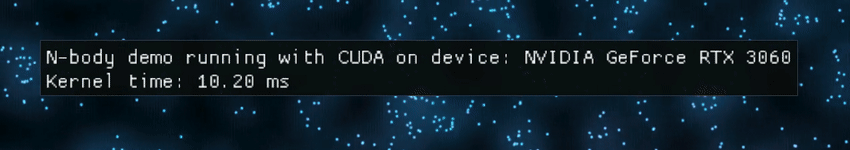 N-body demo running with CUDA on device: NVIDIA GeForce RTX 3060
Kernel time: 10.20 ms